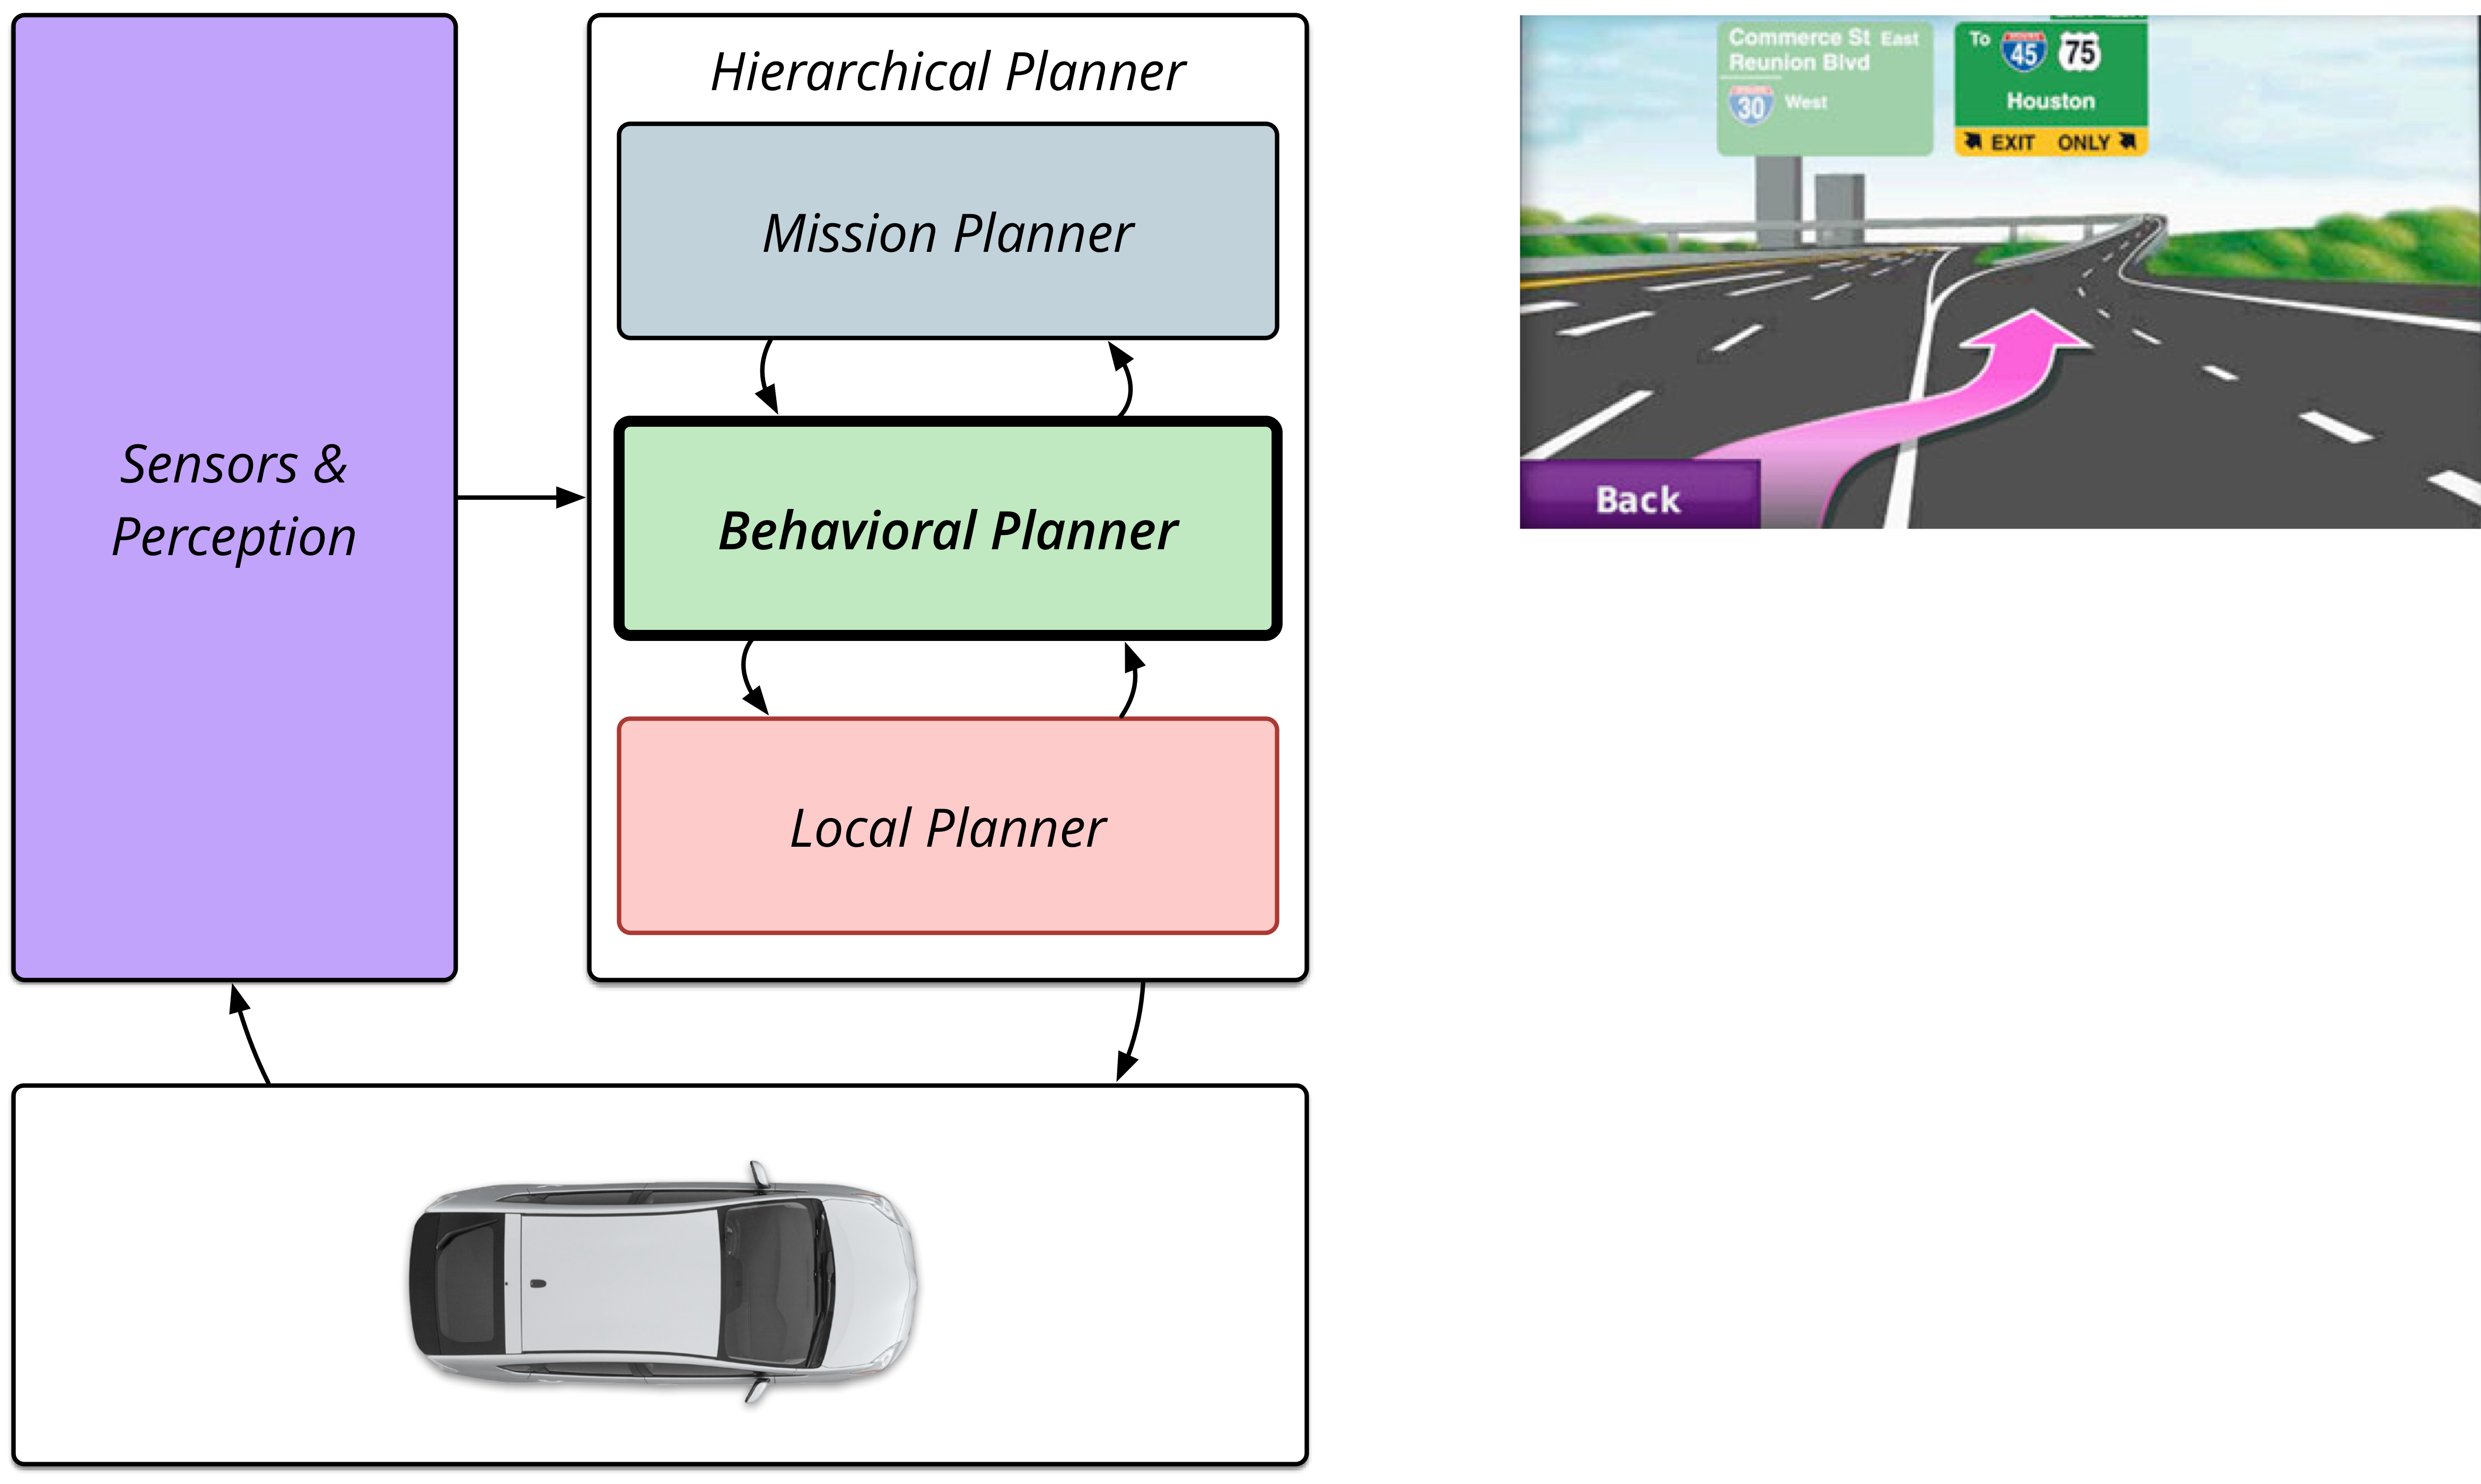 Sensors &
Perception
Hierarchical Planner
Mission Planner
Behavioral Planner
Local Planner
Commerce St East
Reunion Blvd
30 West
To 45 75
Houston
EXIT ONLY
Back